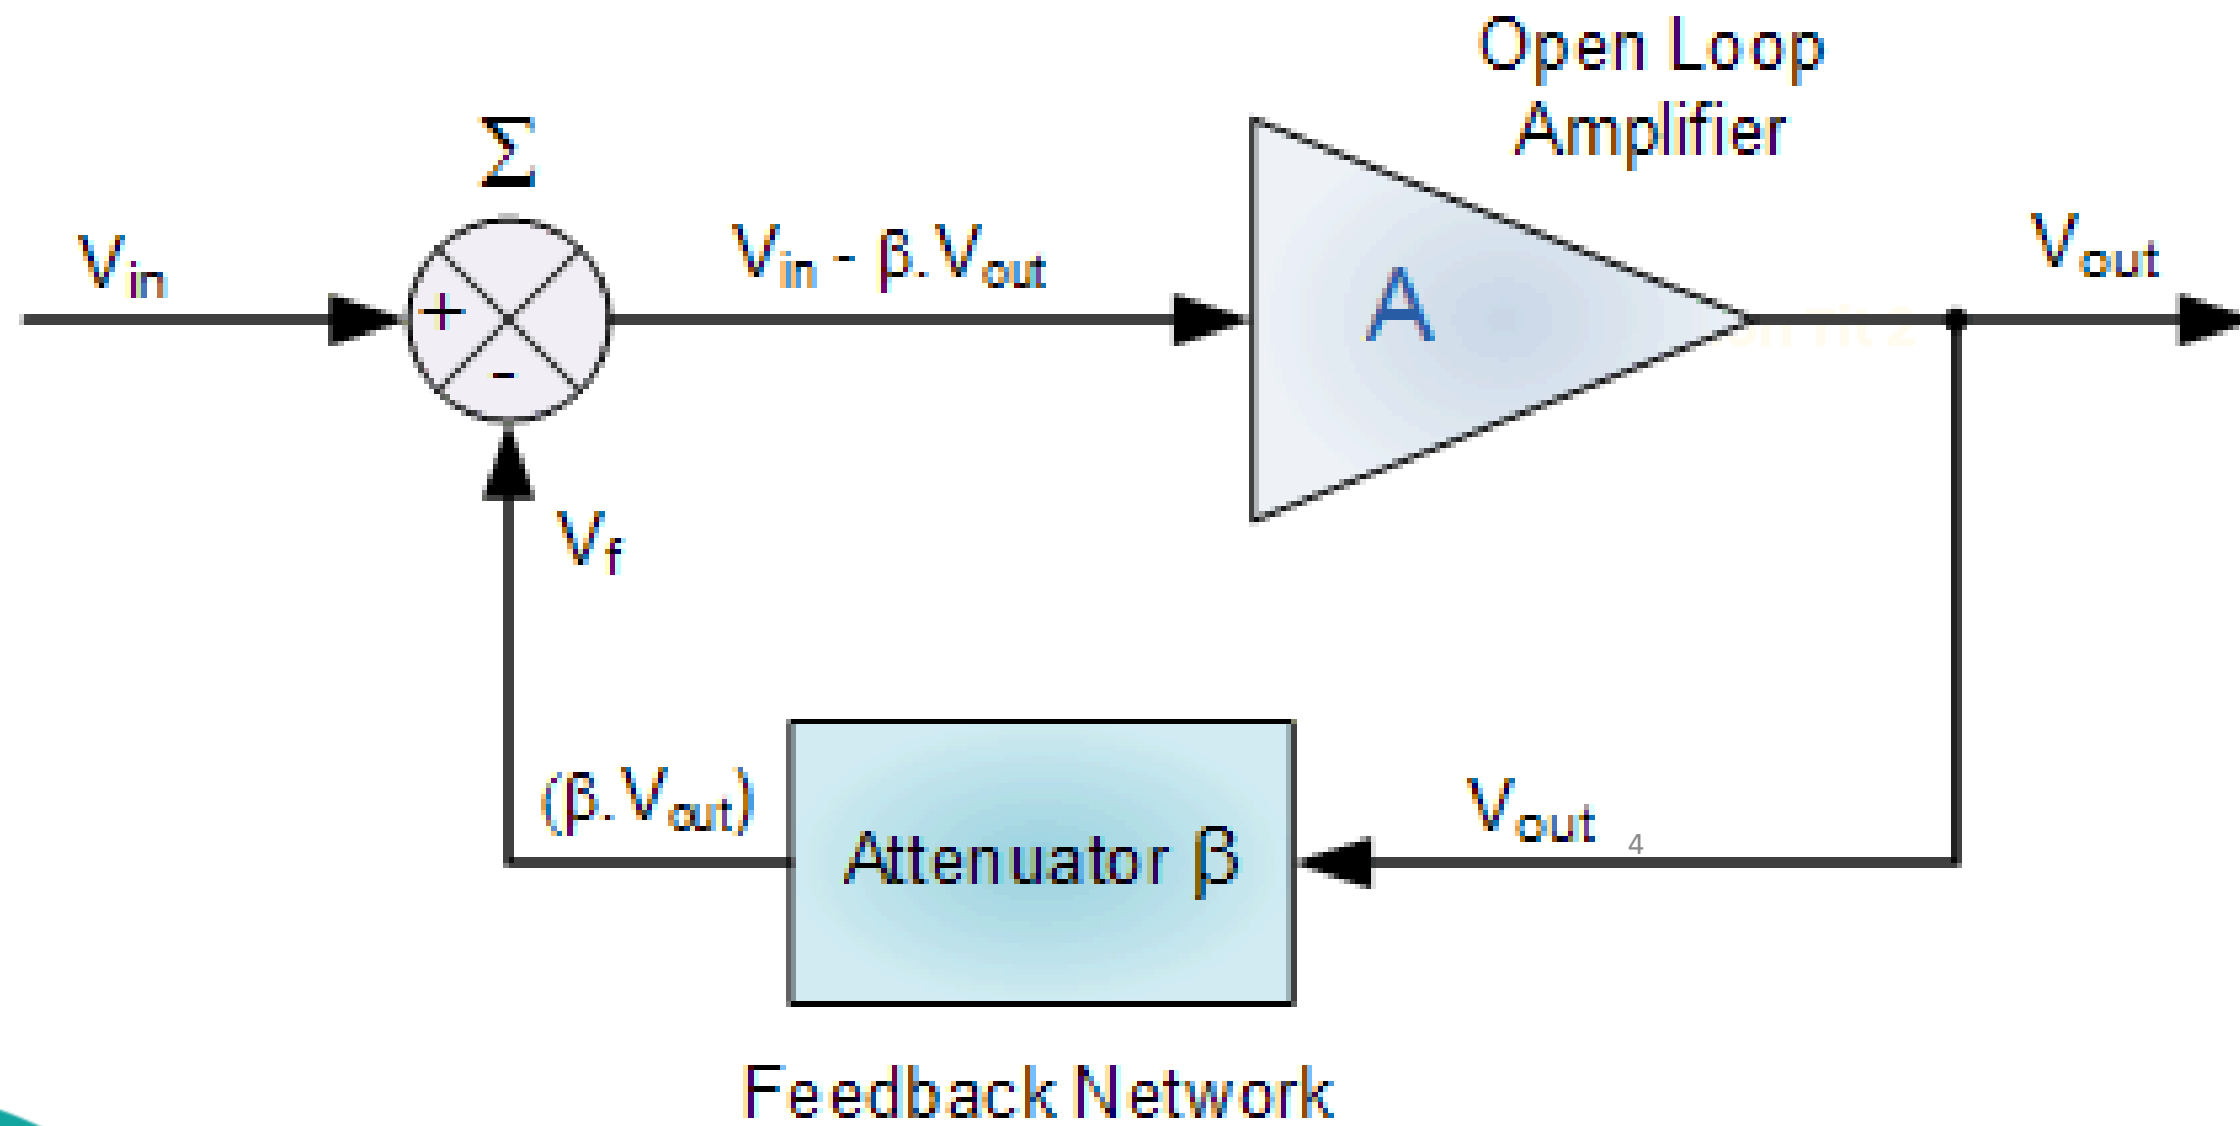 Open Loop
Amplifier
Σ
Vin
+
-
Vin - β.Vout
A
Vout
Vf
(β.Vout)
Attenuator β
Vout
4
Feedback Network